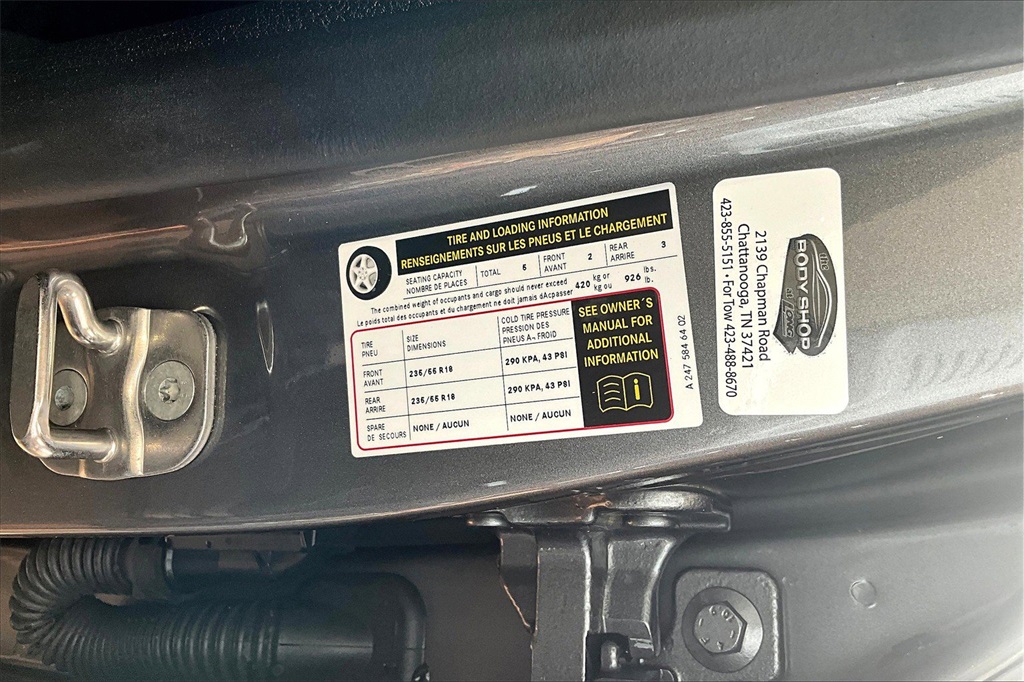 TIRE AND LOADING INFORMATION
RENSEIGNEMENTS SUR LES PNEUS ET LE CHARGEMENT
SEATING CAPACITY
NOMBRE DE PLACES
TOTAL 5
FRONT
AVANT
2
REAR
ARRIERE
3
The combined weight of occupants and cargo should never exceed
Le poids total des occupants et du chargement ne doit jamais dAcpasser
420 kg or
kg ou
926 lbs.
lb.
TIRE
PNEU
SIZE
DIMENSIONS
COLD TIRE PRESSURE
PRESSION DES
PNEUS A¬ FROID
FRONT
AVANT
235/55 R18
290 KPA, 43 PSI
REAR
ARRIERE
235/55 R18
290 KPA, 43 PSI
SPARE
DE SECOURS
NONE / AUCUN
NONE / AUCUN
SEE OWNER´S
MANUAL FOR
ADDITIONAL
INFORMATION
i
A 247 584 64 02
THE
BODY SHOP
2139 Chapman Road
Chattanooga, TN 37421
423-855-5151 . For Tow 423-488-8670